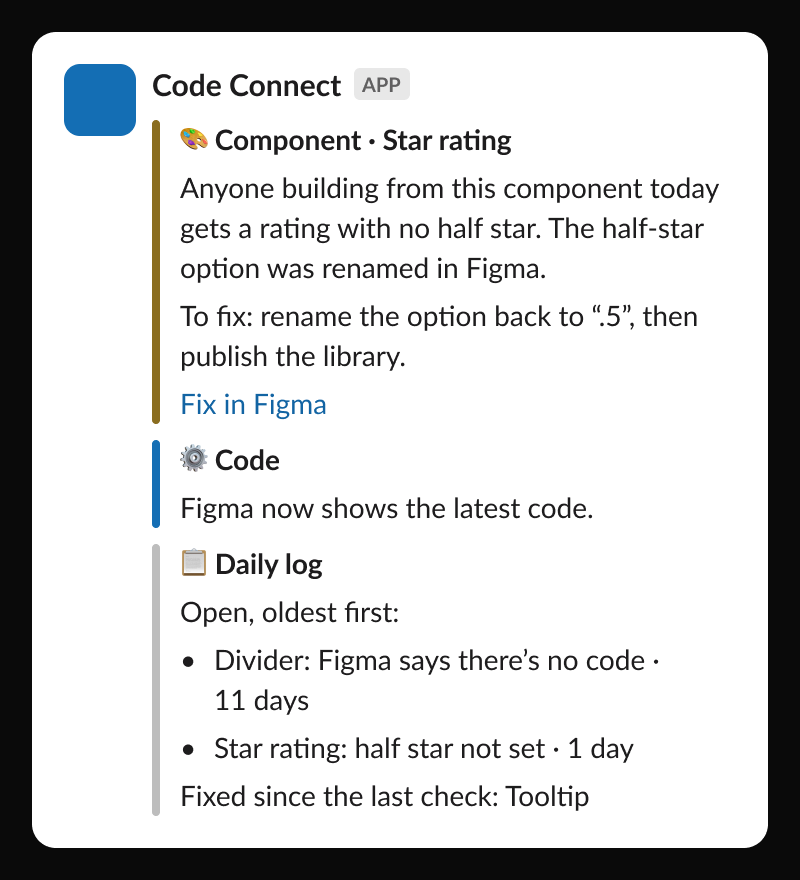 Code Connect APP
🎨 Component · Star rating
Anyone building from this component today
gets a rating with no half star. The half-star
option was renamed in Figma.
To fix: rename the option back to “.5”, then
publish the library.
Fix in Figma
⚙️ Code
Figma now shows the latest code.
📋 Daily log
Open, oldest first:
• Divider: Figma says there’s no code ·
11 days
• Star rating: half star not set · 1 day
Fixed since the last check: Tooltip